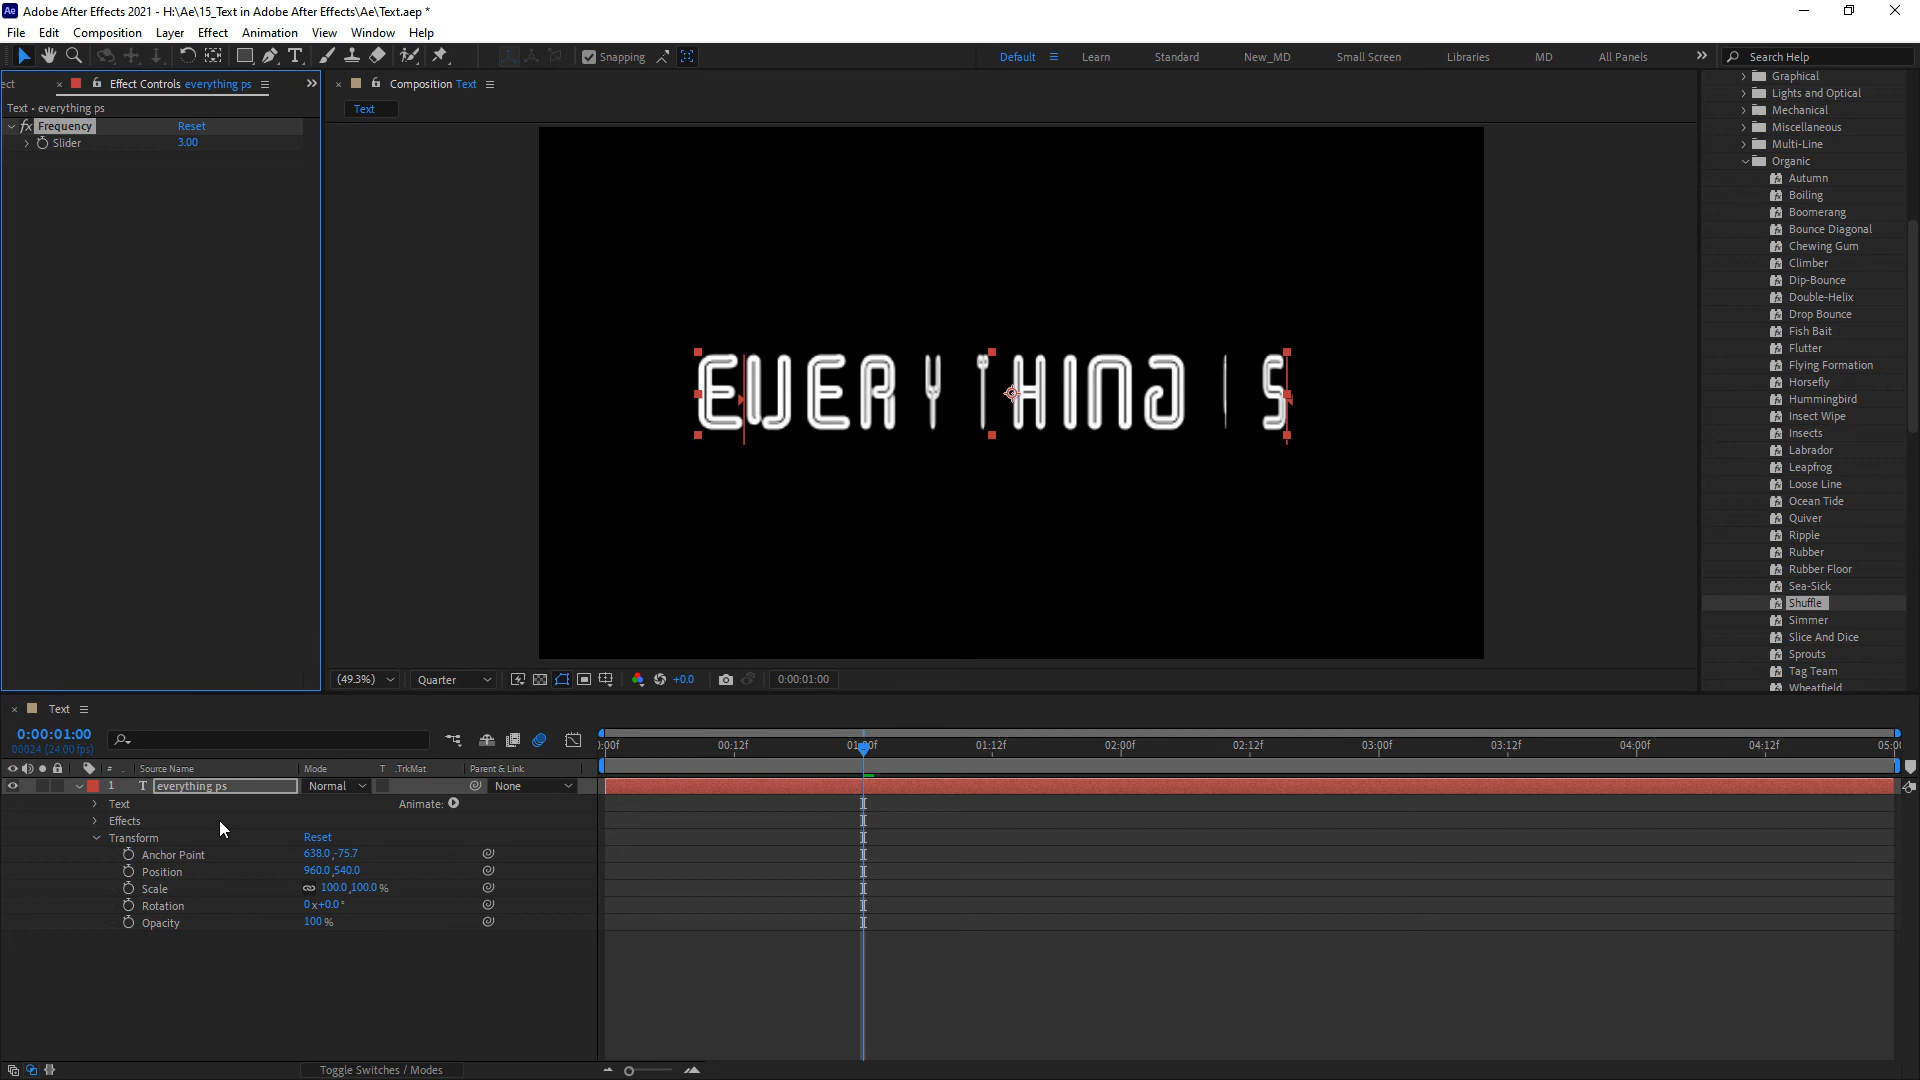 Adobe After Effects 2021 - H:\Ae\15_Text in Adobe After Effects\Ae\Text.aep *
File Edit Composition Layer Effect Animation View Window Help
Snapping Default Learn Standard New_MD Small Screen Libraries MD All Panels Search Help
ect Effect Controls everything ps
Composition Text
Text
Text • everything ps
fx Frequency Reset
Slider 3.00
EVERYTHING IS
Graphical
Lights and Optical
Mechanical
Miscellaneous
Multi-Line
Organic
Autumn
Boiling
Boomerang
Bounce Diagonal
Chewing Gum
Climber
Dip-Bounce
Double-Helix
Drop Bounce
Fish Bait
Flutter
Flying Formation
Horsefly
Hummingbird
Insect Wipe
Insects
Labrador
Leapfrog
Loose Line
Ocean Tide
Quiver
Ripple
Rubber
Rubber Floor
Sea-Sick
Shuffle
Simmer
Slice And Dice
Sprouts
Tag Team
Wheatfield
(49.3%) Quarter +0.0 0:00:01:00
Text
0:00:01:00
00024 (24.00 fps)
):00f 00:12f 01:00f 01:12f 02:00f 02:12f 03:00f 03:12f 04:00f 04:12f 05:0(
# . Source Name Mode T .TrkMat Parent & Link
1 T everything ps Normal None
Text Animate:
Effects
Transform Reset
Anchor Point 638.0,-75.7
Position 960.0,540.0
Scale 100.0,100.0 %
Rotation 0 x+0.0 °
Opacity 100 %
Toggle Switches / Modes